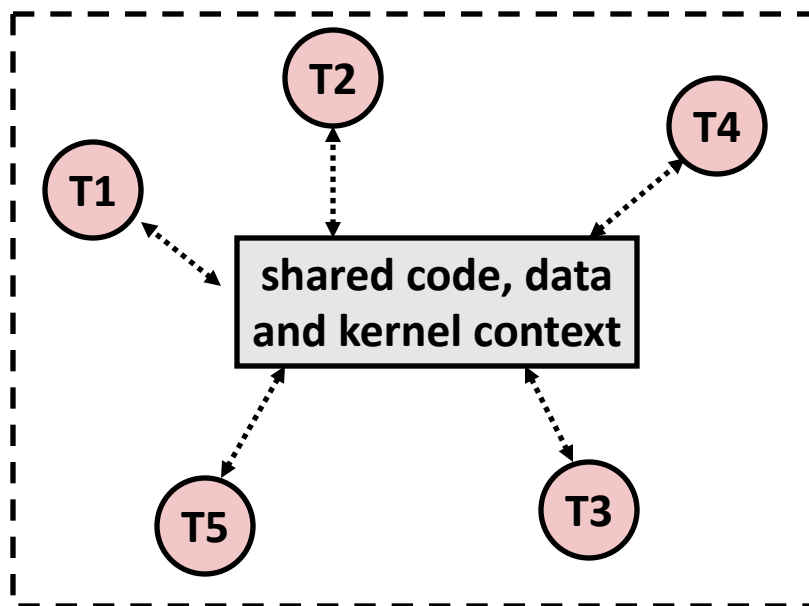 T2
T4
T1
shared code, data
and kernel context
T5
T3